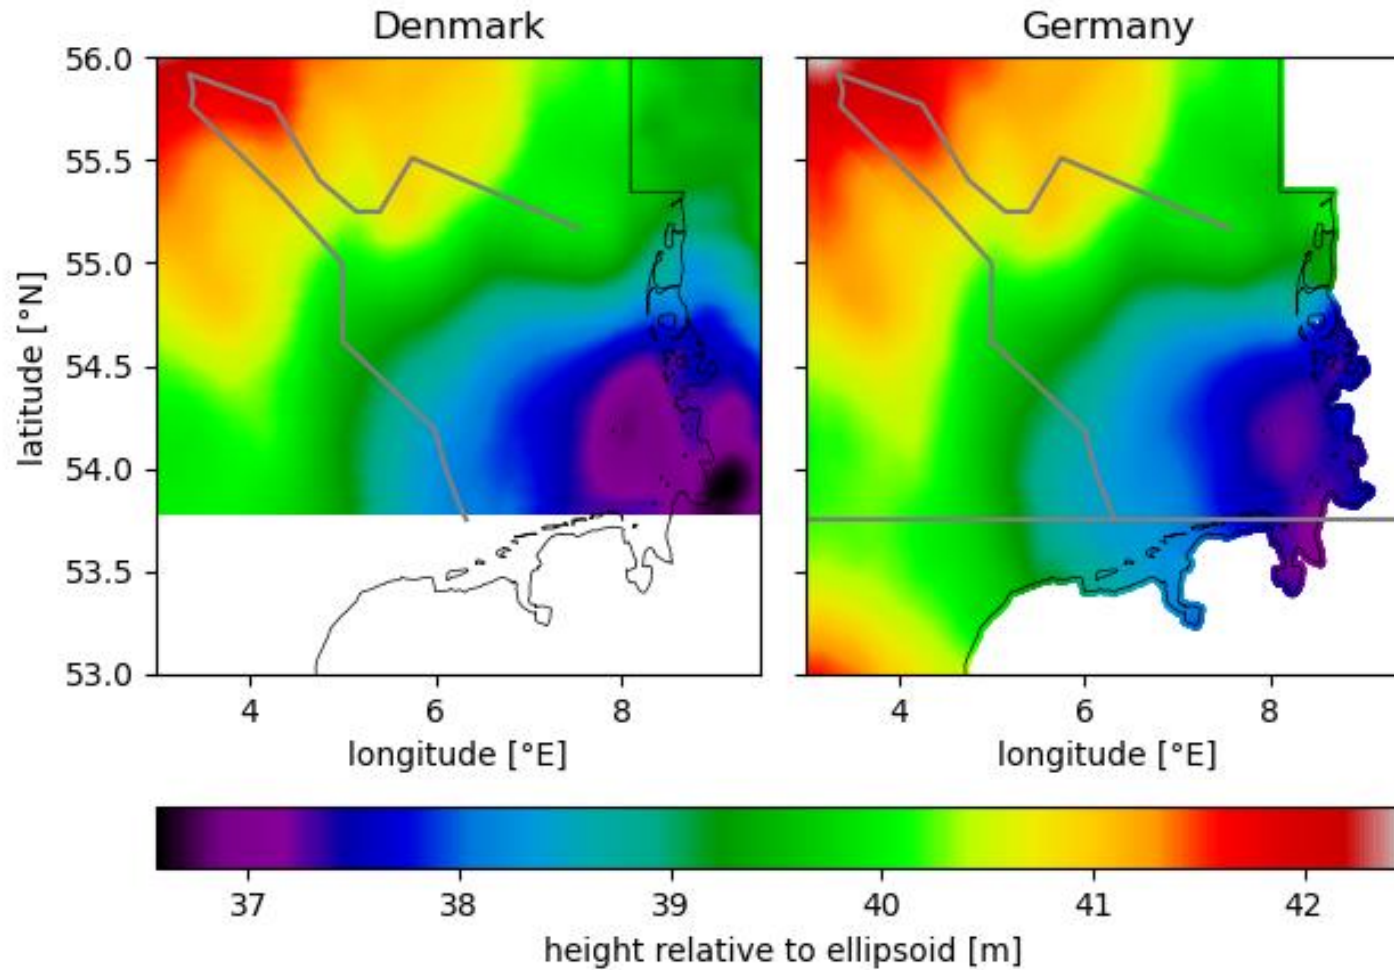 Denmark Germany
56.0
55.5
55.0
54.5
54.0
53.5
53.0
latitude [°N]
4 6 8 4 6 8
longitude [°E] longitude [°E]
37 38 39 40 41 42
height relative to ellipsoid [m]